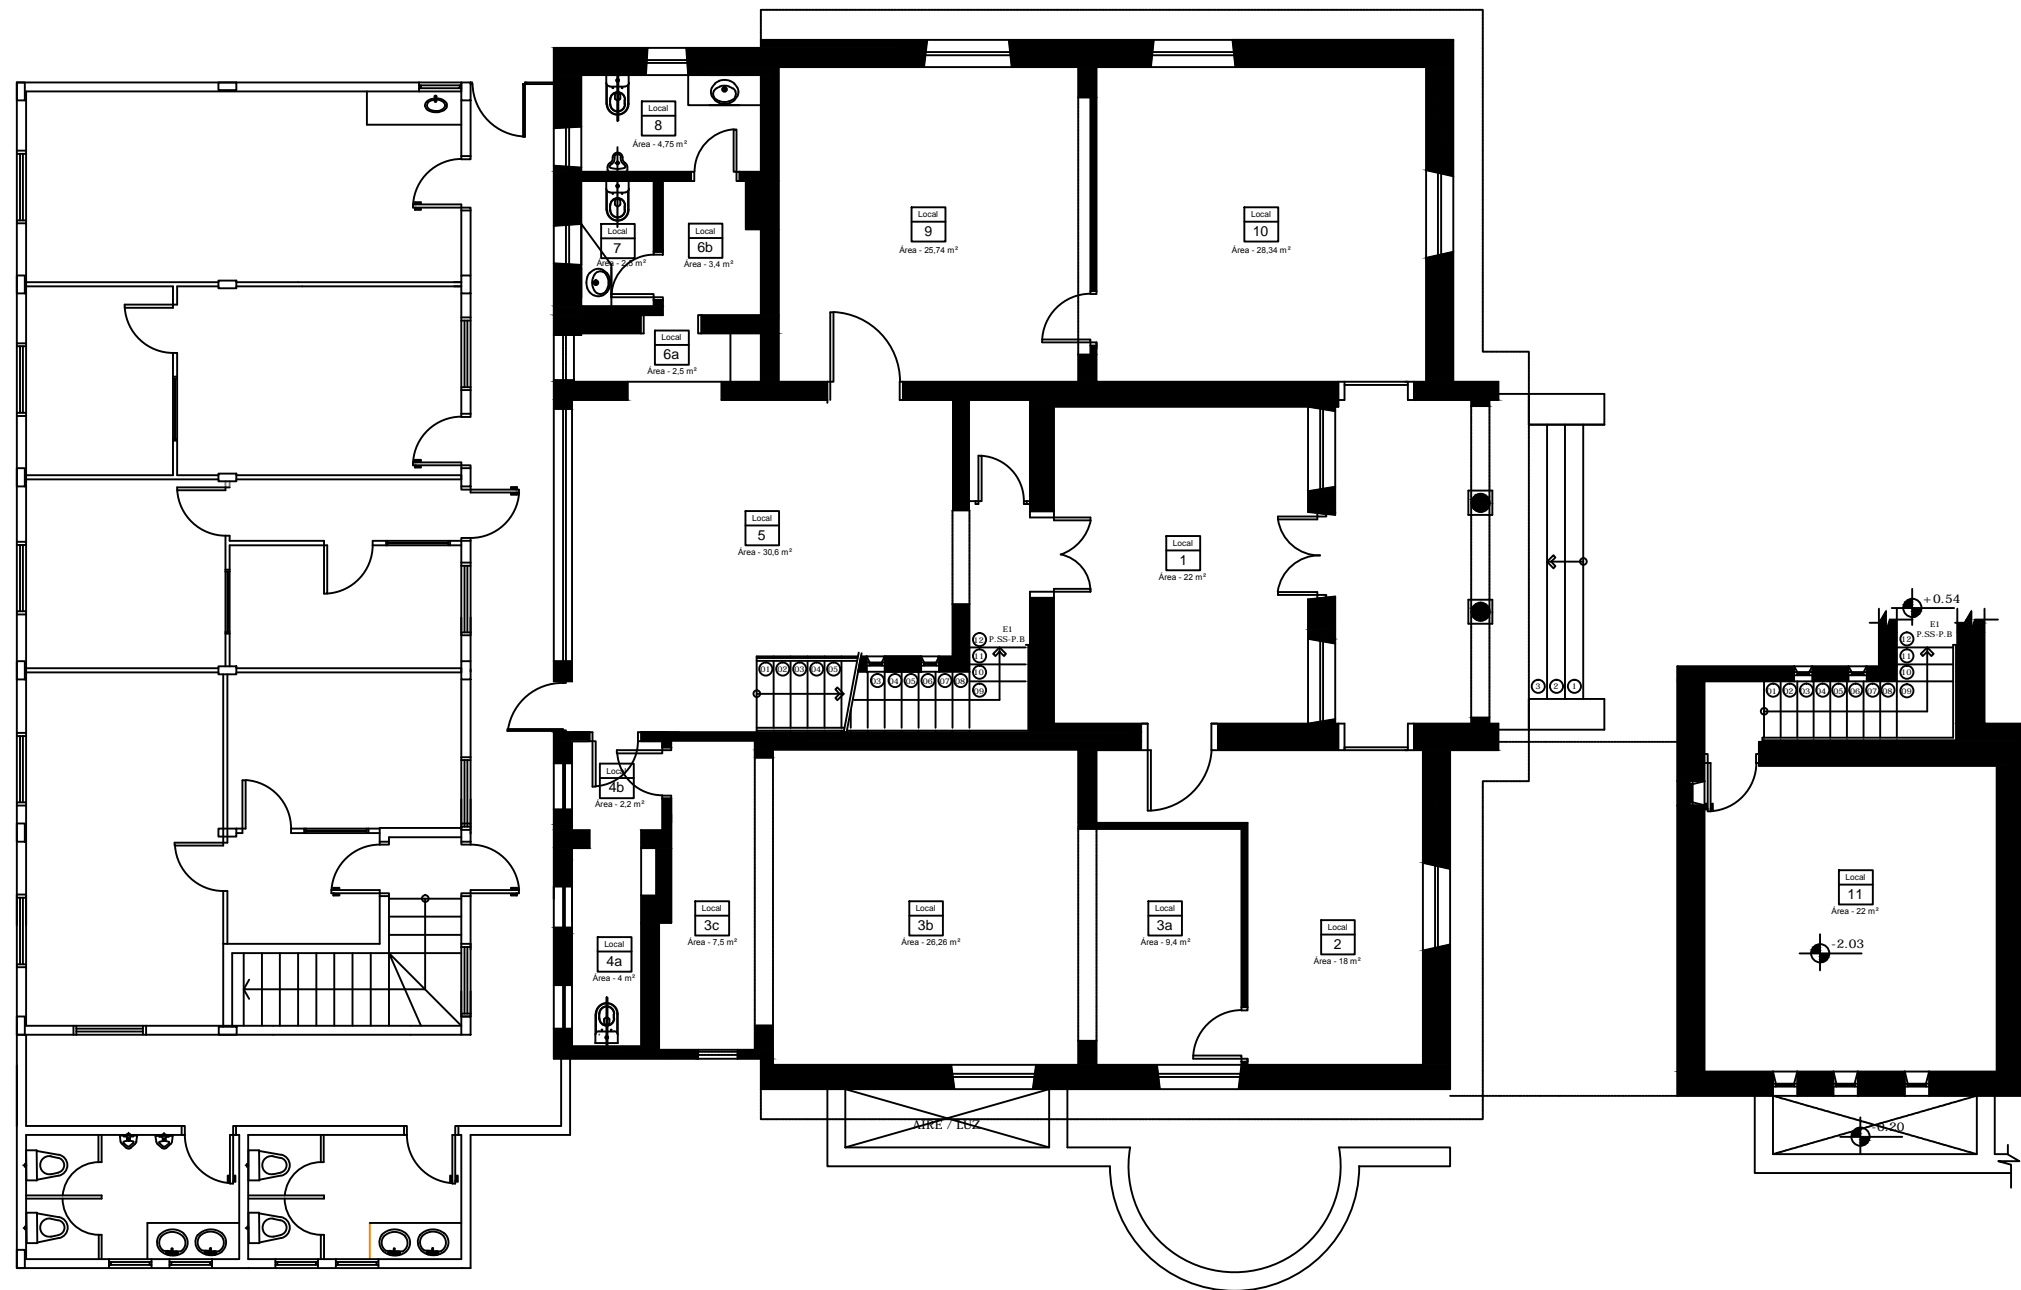 Local
8
Área - 4,75 m²
Local
7
Área - 2,5 m²
Local
6b
Área - 3,4 m²
Local
6a
Área - 2,5 m²
Local
9
Área - 25,74 m²
Local
10
Área - 28,34 m²
Local
5
Área - 30,6 m²
Local
1
Área - 22 m²
E1
P.SS-P.B
12
11
10
09
01 02 03 04 05
03 04 05 06 07 08
3 2 1
Local
4b
Área - 2,2 m²
Local
4a
Área - 4 m²
Local
3c
Área - 7,5 m²
Local
3b
Área - 26,26 m²
Local
3a
Área - 9,4 m²
Local
2
Área - 18 m²
AIRE / LUZ
+0.54
E1
P.SS-P.B
12
11
10
01 02 03 04 05 06 07 08 09
Local
11
Área - 22 m²
-2.03